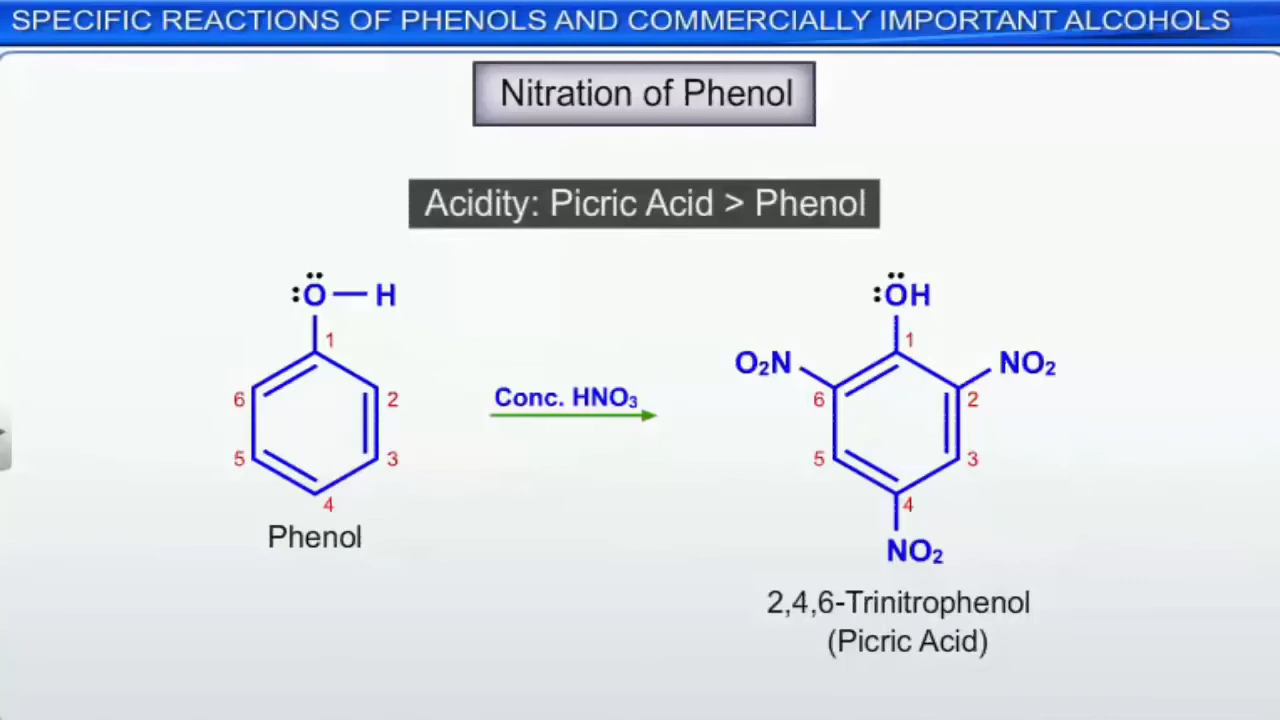 SPECIFIC REACTIONS OF PHENOLS AND COMMERCIALLY IMPORTANT ALCOHOLS
Nitration of Phenol
Acidity: Picric Acid > Phenol
:Ö — H
1
2
3
4
5
6
Phenol
Conc. HNO₃
:ÖH
O₂N
NO₂
1
2
3
4
5
6
NO₂
2,4,6-Trinitrophenol
(Picric Acid)